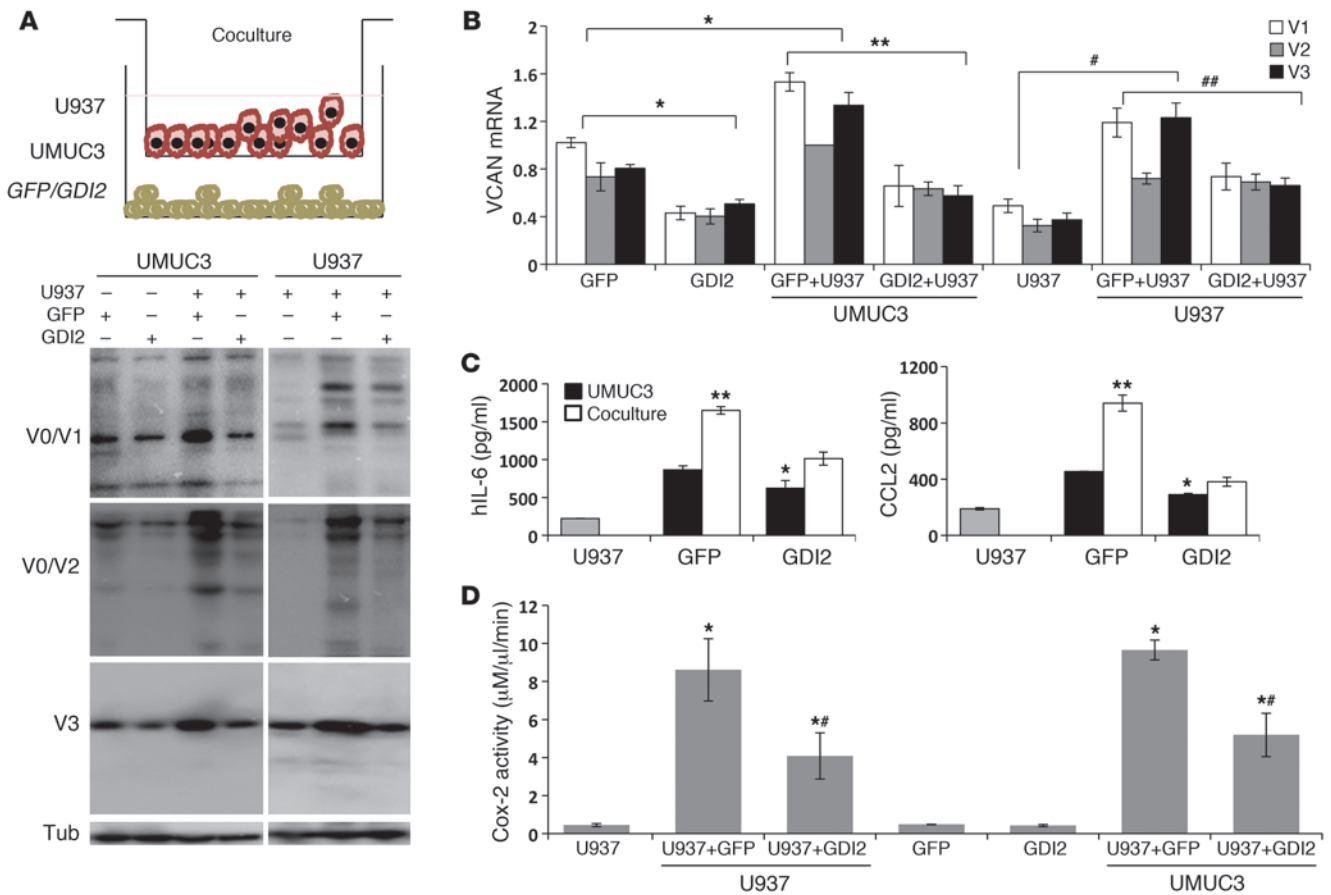 A
Coculture
U937
UMUC3
GFP/GDI2
UMUC3 U937
U937 – – + + + + +
GFP + – + – – + –
GDI2 – + – + – – +
V0/V1
V0/V2
V3
Tub
B
VCAN mRNA
2
1.6
1.2
0.8
0.4
0
*
*
**
#
##
V1
V2
V3
GFP GDI2 GFP+U937 GDI2+U937 U937 GFP+U937 GDI2+U937
UMUC3 U937
C
hIL-6 (pg/ml)
2000
1500
1000
500
0
UMUC3
Coculture
**
*
U937 GFP GDI2
CCL2 (pg/ml)
1200
800
400
0
**
*
U937 GFP GDI2
D
Cox-2 activity (μM/μl/min)
12
10
8
6
4
2
0
*
*#
*
*#
U937 U937+GFP U937+GDI2 GFP GDI2 U937+GFP U937+GDI2
U937 UMUC3